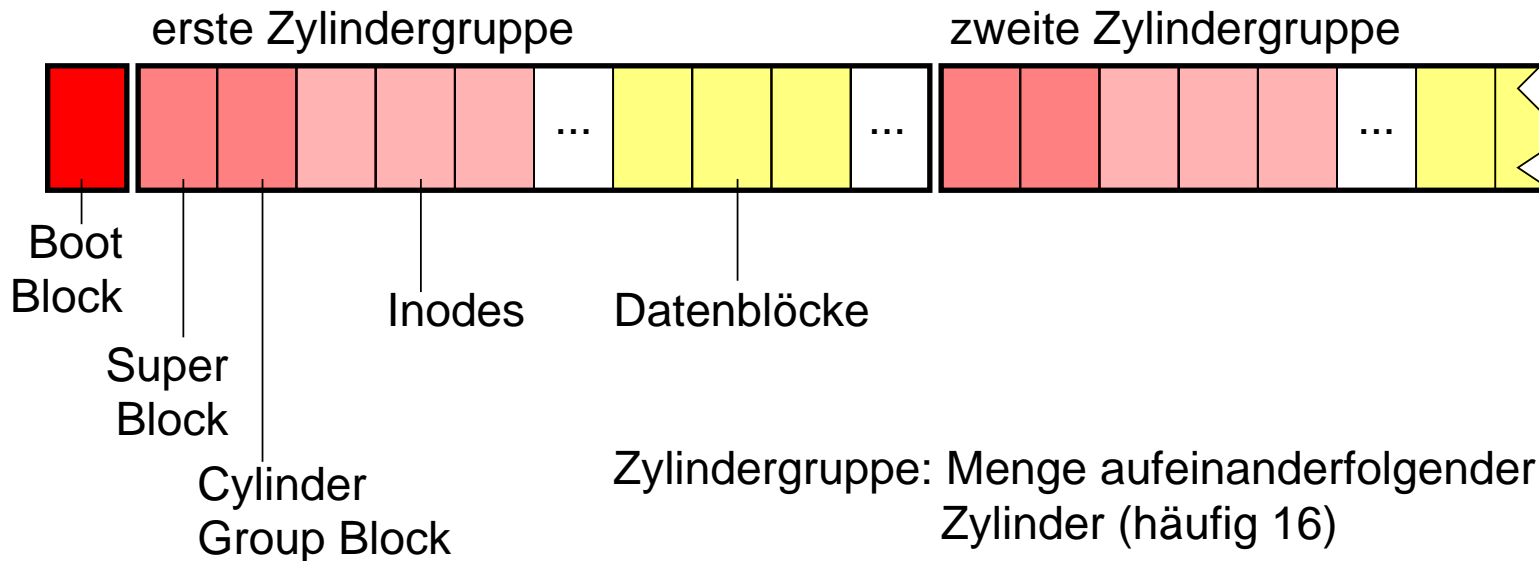 erste Zylindergruppe
zweite Zylindergruppe
...
...
...
Boot
Block
Inodes
Datenblöcke
Super
Block
Cylinder
Group Block
Zylindergruppe: Menge aufeinanderfolgender
Zylinder (häufig 16)